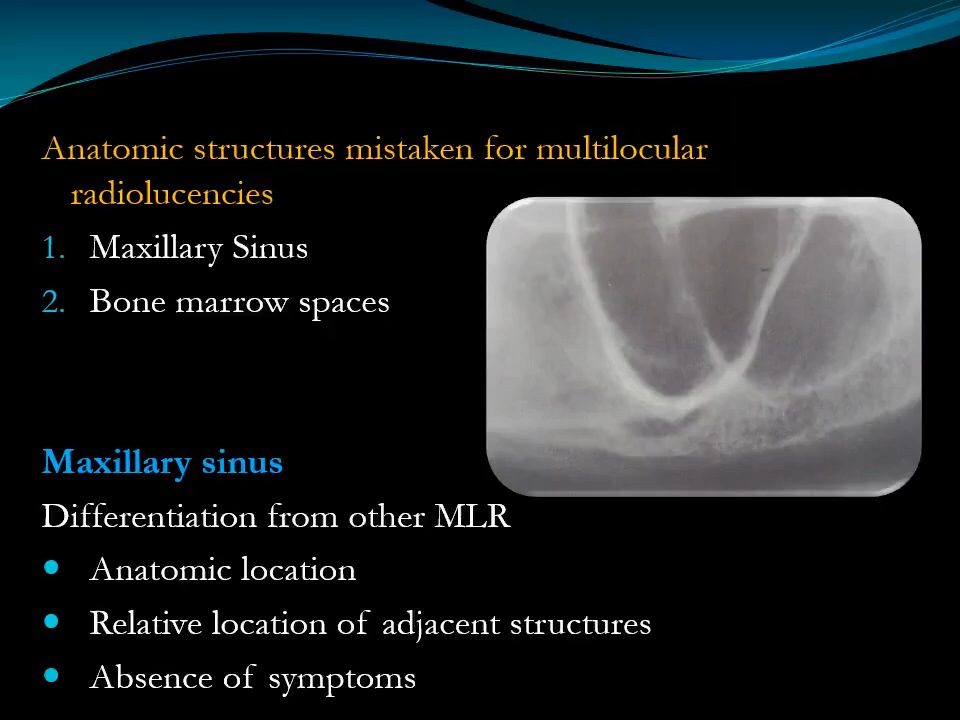 Anatomic structures mistaken for multilocular
radiolucencies
1. Maxillary Sinus
2. Bone marrow spaces
Maxillary sinus
Differentiation from other MLR
• Anatomic location
• Relative location of adjacent structures
• Absence of symptoms